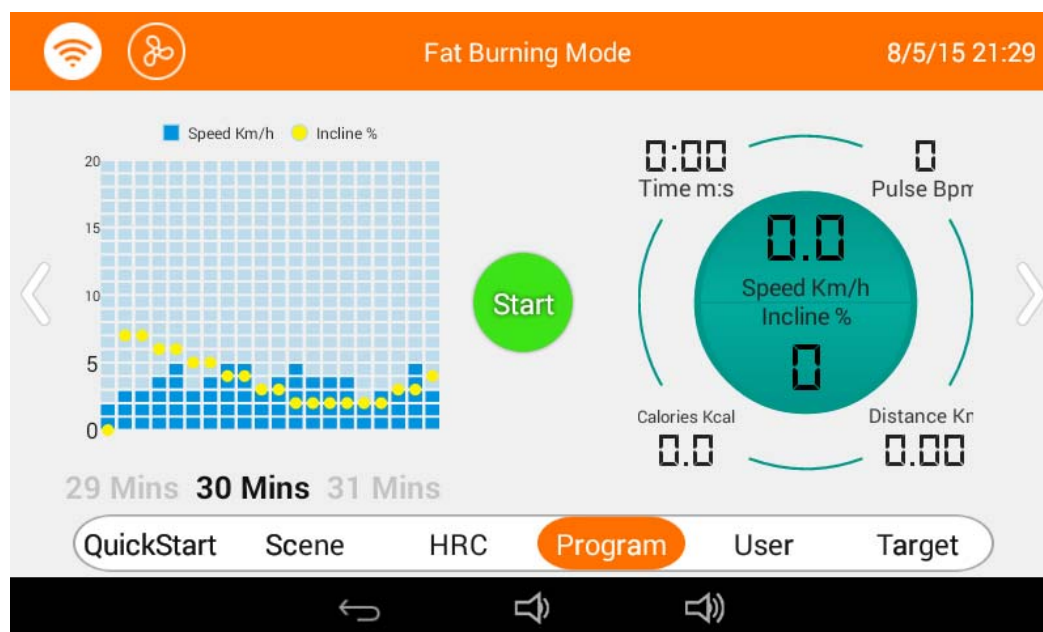 Fat Burning Mode
8/5/15 21:29
Speed Km/h Incline %
20
15
10
5
0
29 Mins 30 Mins 31 Mins
Start
0:00
Time m:s
0
Pulse Bpm
0.0
Speed Km/h
Incline %
0
Calories Kcal
0.0
Distance Kn
0.00
QuickStart Scene HRC Program User Target